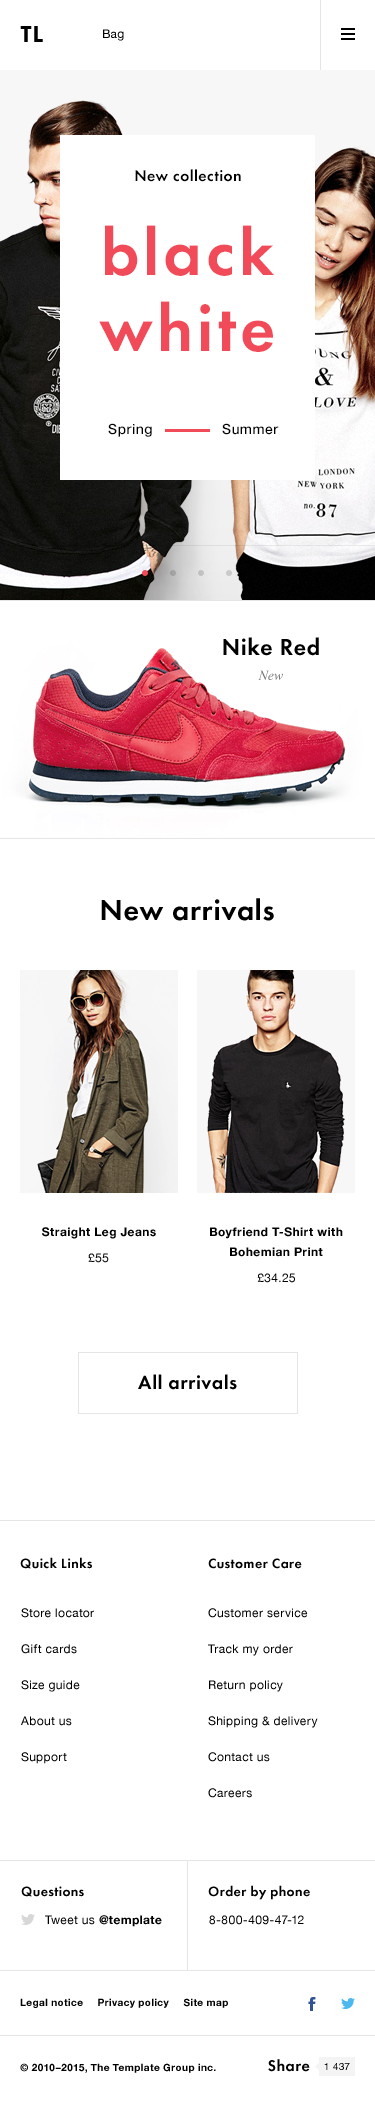 TL
Bag
New collection
black
white
Spring
Summer
OUNG
&
LOVE
LONDON
NEW YORK
no.87
®
Nike Red
New
New arrivals
Straight Leg Jeans
£55
Boyfriend T-Shirt with
Bohemian Print
£34.25
All arrivals
Quick Links
Store locator
Gift cards
Size guide
About us
Support
Customer Care
Customer service
Track my order
Return policy
Shipping & delivery
Contact us
Careers
Questions
Tweet us @template
Order by phone
8-800-409-47-12
Legal notice Privacy policy Site map
© 2010–2015, The Template Group inc.
Share 1 437